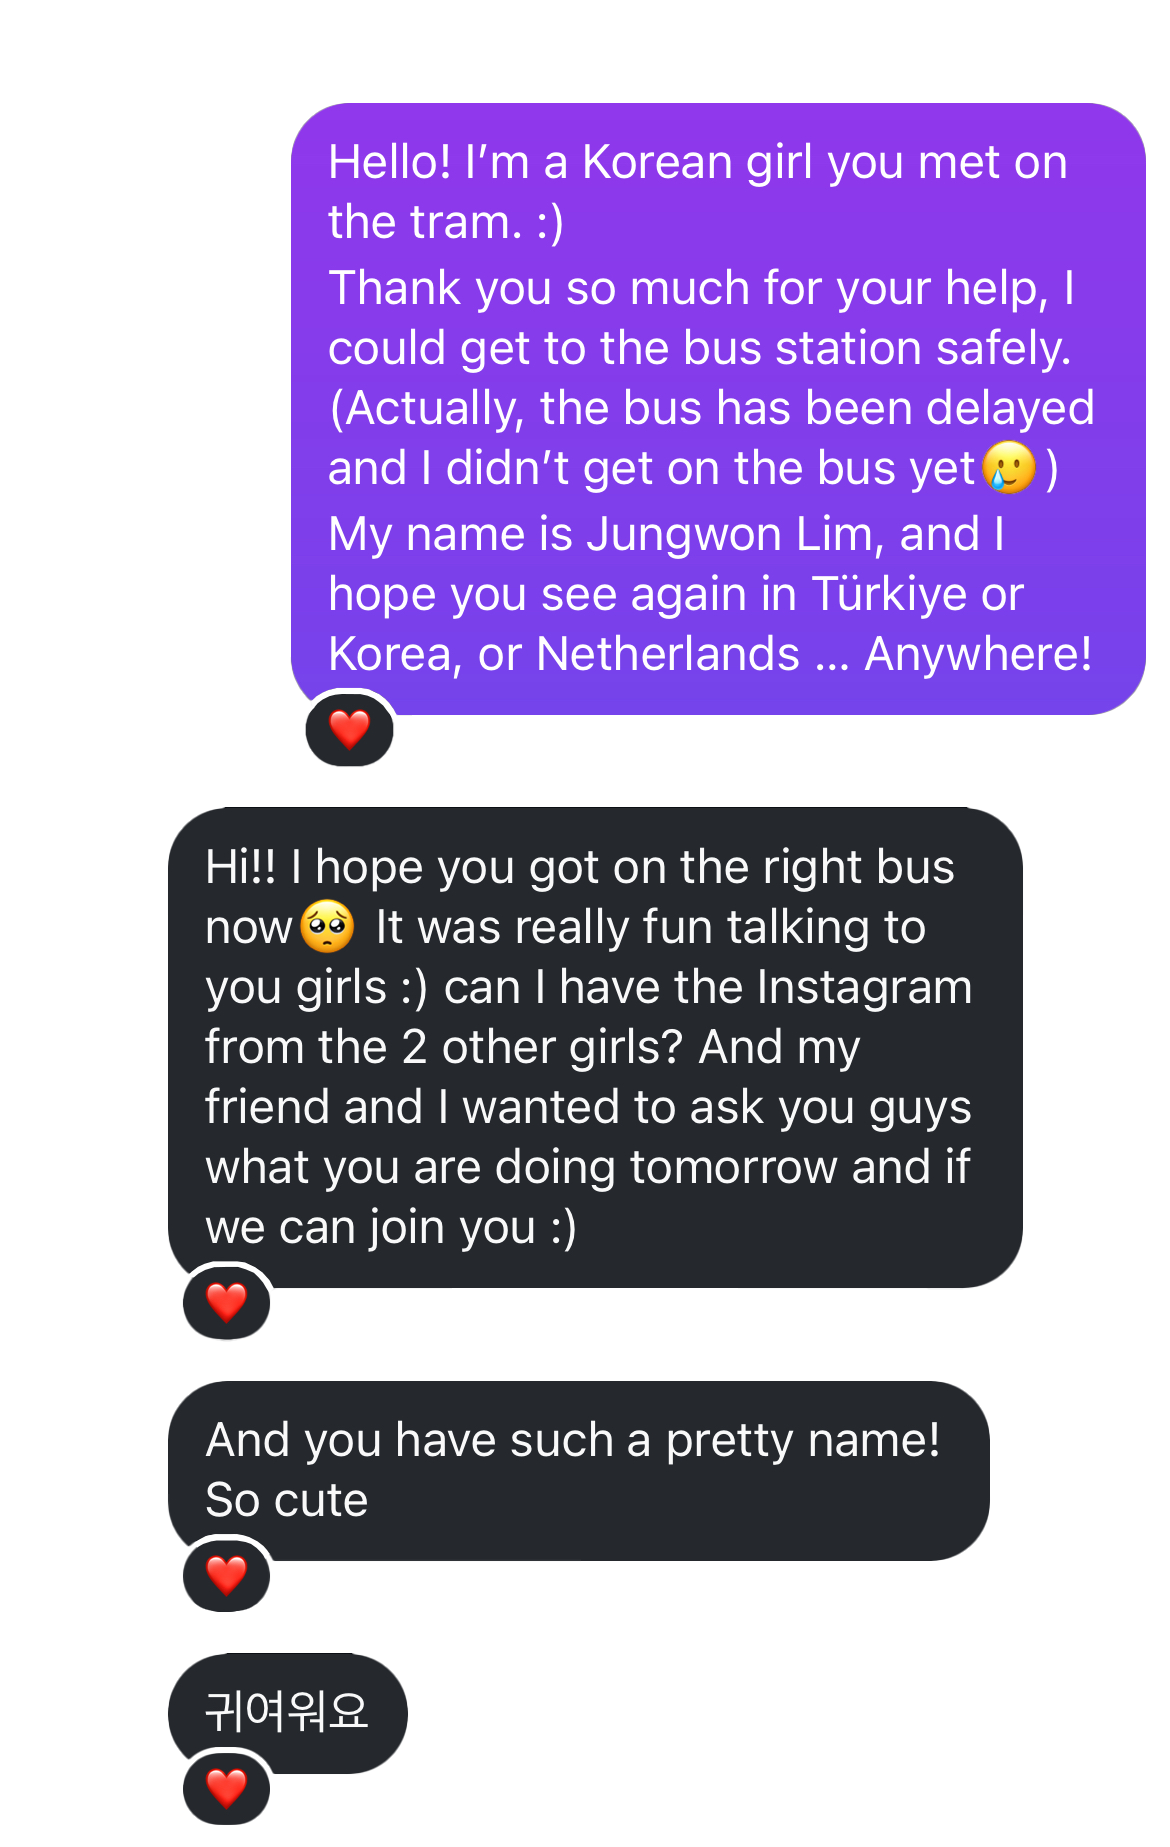 Hello! I’m a Korean girl you met on
the tram. :)
Thank you so much for your help, I
could get to the bus station safely.
(Actually, the bus has been delayed
and I didn’t get on the bus yet🥲)
My name is Jungwon Lim, and I
hope you see again in Türkiye or
Korea, or Netherlands ... Anywhere!
Hi!! I hope you got on the right bus
now🥺 It was really fun talking to
you girls :) can I have the Instagram
from the 2 other girls? And my
friend and I wanted to ask you guys
what you are doing tomorrow and if
we can join you :)
And you have such a pretty name!
So cute
귀여워요